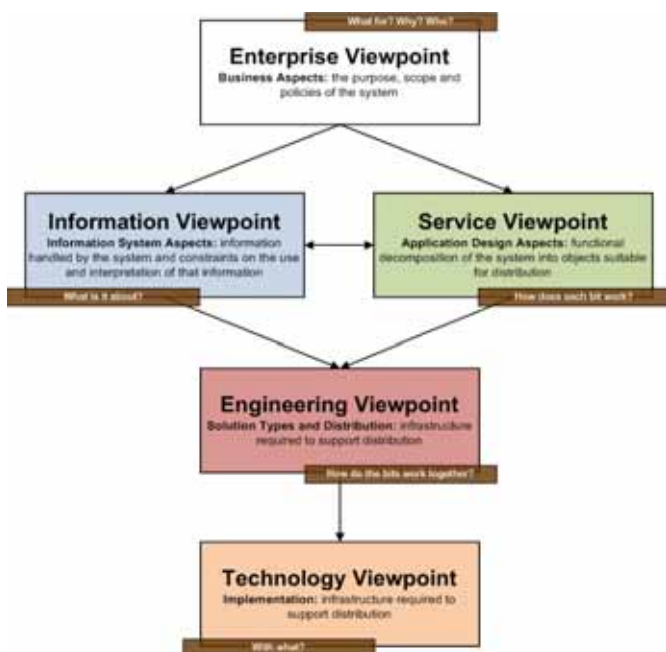 What for? Why? Who?
Enterprise Viewpoint
Business Aspects: the purpose, scope and
policies of the system
Information Viewpoint
Information System Aspects: information
handled by the system and constraints on the use
and interpretation of that information
What is it about?
Service Viewpoint
Application Design Aspects: functional
decomposition of the system into objects suitable
for distribution
How does each bit work?
Engineering Viewpoint
Solution Types and Distribution: infrastructure
required to support distribution
How do the bits work together?
Technology Viewpoint
Implementation: infrastructure required to
support distribution
With what?